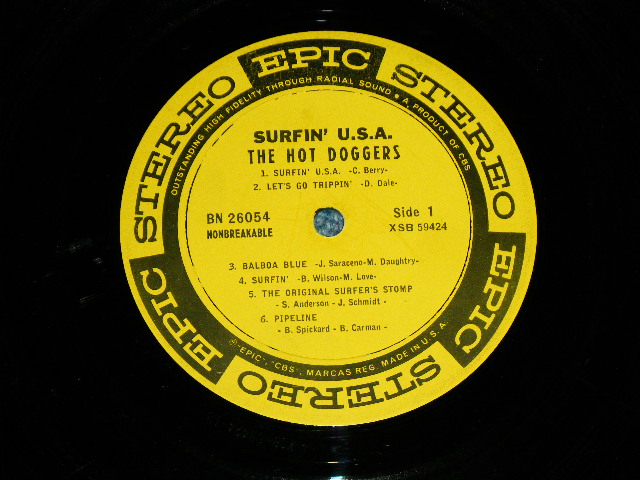 EPIC STEREO EPIC STEREO EPIC STEREO
OUTSTANDING HIGH FIDELITY THROUGH RADIAL SOUND • A PRODUCT OF CBS
SURFIN' U.S.A.
THE HOT DOGGERS
1. SURFIN' U.S.A. -C. Berry-
2. LET'S GO TRIPPIN' -D. Dale-
BN 26054
NONBREAKABLE
Side 1
XSB 59424
3. BALBOA BLUE -J. Saraceno-M. Daughtry-
4. SURFIN' -B. Wilson-M. Love-
5. THE ORIGINAL SURFER'S STOMP
- S. Anderson - J. Schmidt -
6. PIPELINE
- B. Spickard - B. Carman -
"EPIC", "CBS", MARCAS REG. MADE IN U.S.A.